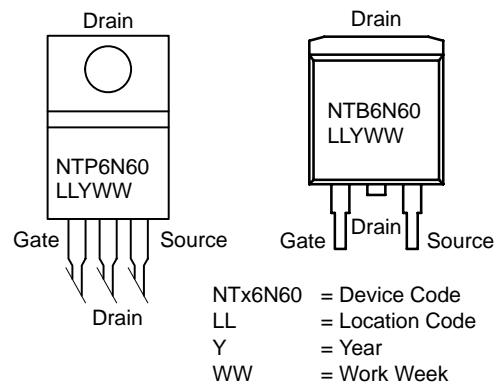 Drain
NTP6N60
LLYWW
Gate
Source
Drain
Drain
NTB6N60
LLYWW
Gate
Drain
Source
NTx6N60 = Device Code
LL = Location Code
Y = Year
WW = Work Week